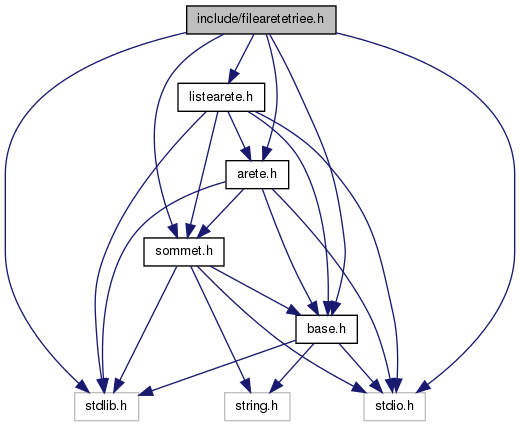 include/filearetetriee.h
listearete.h
arete.h
sommet.h
base.h
stdlib.h
string.h
stdio.h